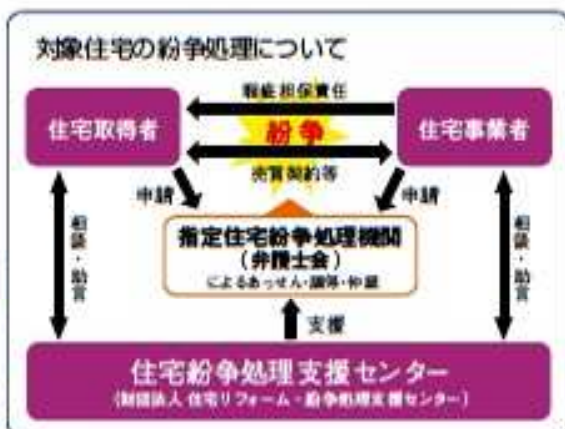 対象住宅の紛争処理について
瑕疵担保責任
住宅取得者
紛争
住宅事業者
売買契約等
申請
申請
指定住宅紛争処理機関
(弁護士会)
によるあっせん・調停・仲裁
相談・助言
相談・助言
支援
住宅紛争処理支援センター
(財団法人 住宅リフォーム・紛争処理支援センター)